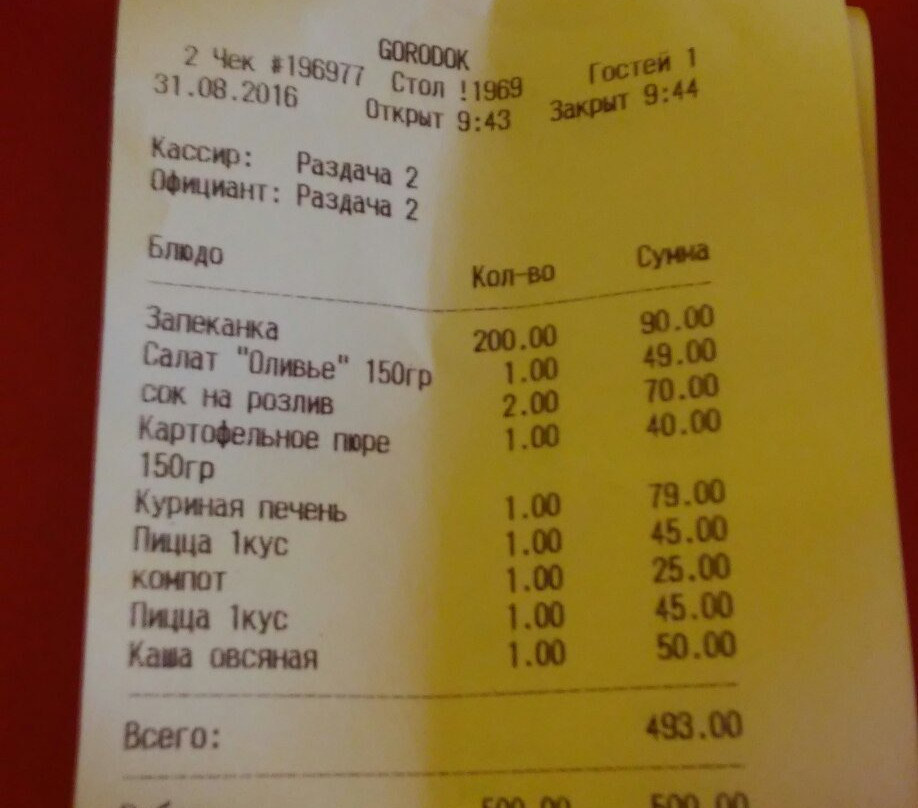 GORODOK
2 Чек #196977 Стол !1969 Гостей 1
31.08.2016 Открыт 9:43 Закрыт 9:44
Кассир: Раздача 2
Официант: Раздача 2
Блюдо Кол-во Сумма
Запеканка 200.00 90.00
Салат "Оливье" 150гр 1.00 49.00
сок на розлив 2.00 70.00
Картофельное пюре 1.00 40.00
150гр
Куриная печень 1.00 79.00
Пицца 1кус 1.00 45.00
компот 1.00 25.00
Пицца 1кус 1.00 45.00
Каша овсяная 1.00 50.00
Всего: 493.00
500.00 500.00